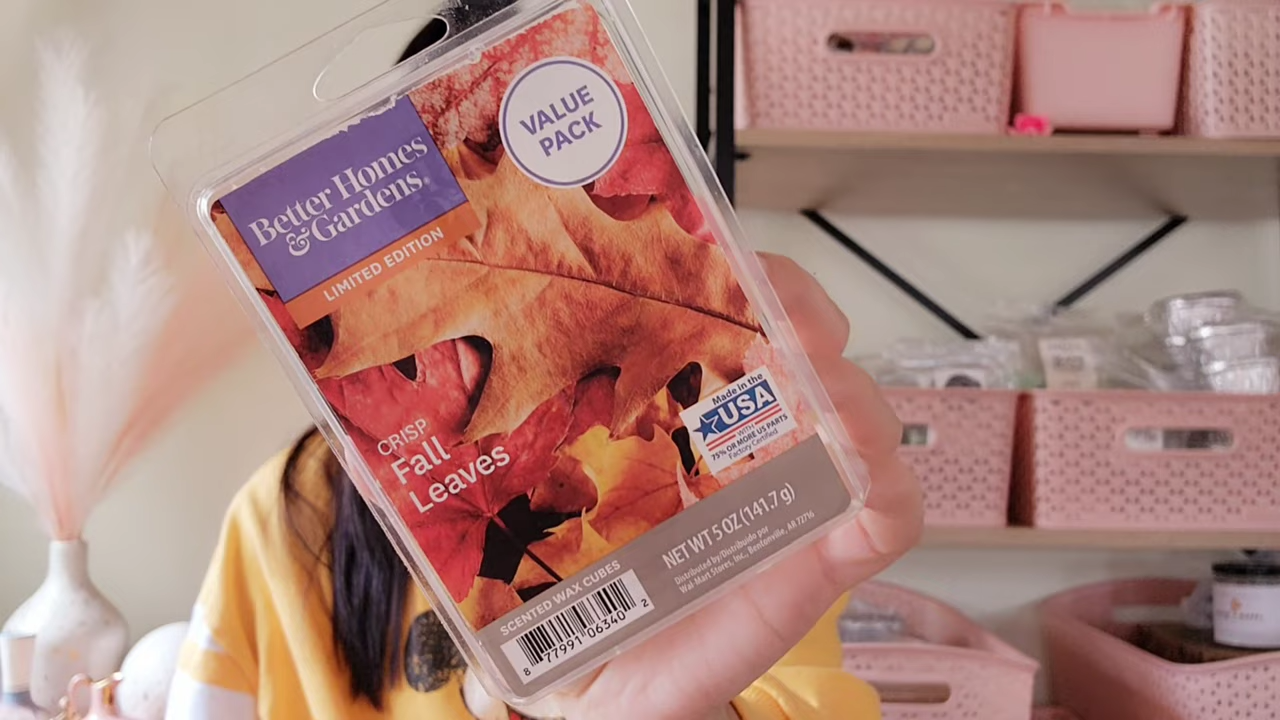 Better Homes
& Gardens
LIMITED EDITION
VALUE
PACK
CRISP
Fall
Leaves
Made in the
USA
WITH
75% OR MORE US PARTS
Factory Certified
SCENTED WAX CUBES
8 77991 06340 2
NET WT 5 OZ (141.7 g)
Distributed by/Distribuido por
Wal-Mart Stores, Inc., Bentonville, AR 72716